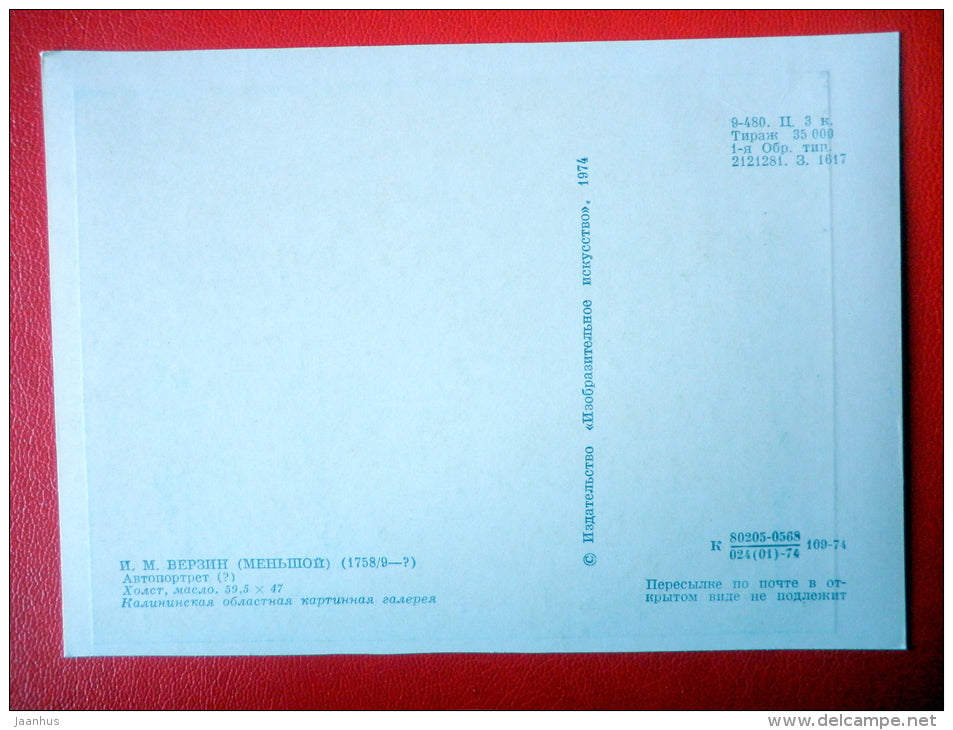 9-480. Ц. 3 к.
Тираж 35 000
1-я Обр. тип.
2121281. З. 1617
© Издательство «Изобразительное искусство», 1974
И. М. ВЕРЗИН (МЕНЬШОЙ) (1758/9—?)
Автопортрет (?)
Холст, масло. 59,5 × 47
Калининская областная картинная галерея
К 80205-0568 109-74
024(01)-74
Пересылке по почте в от-
крытом виде не подлежит
jaanhus
www.delcampe.net